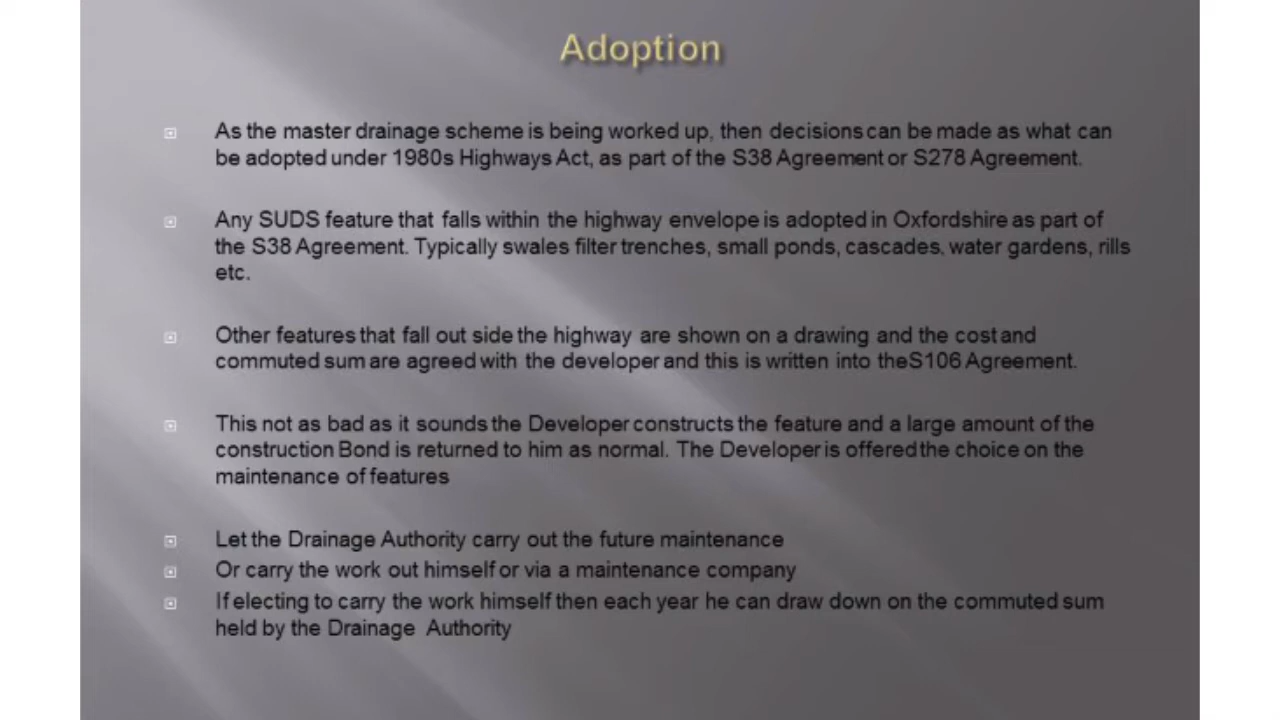 Adoption
As the master drainage scheme is being worked up, then decisions can be made as what can
be adopted under 1980s Highways Act, as part of the S38 Agreement or S278 Agreement.
Any SUDS feature that falls within the highway envelope is adopted in Oxfordshire as part of
the S38 Agreement. Typically swales filter trenches, small ponds, cascades, water gardens, rills
etc.
Other features that fall out side the highway are shown on a drawing and the cost and
commuted sum are agreed with the developer and this is written into theS106 Agreement.
This not as bad as it sounds the Developer constructs the feature and a large amount of the
construction Bond is returned to him as normal. The Developer is offered the choice on the
maintenance of features
Let the Drainage Authority carry out the future maintenance
Or carry the work out himself or via a maintenance company
If electing to carry the work himself then each year he can draw down on the commuted sum
held by the Drainage Authority